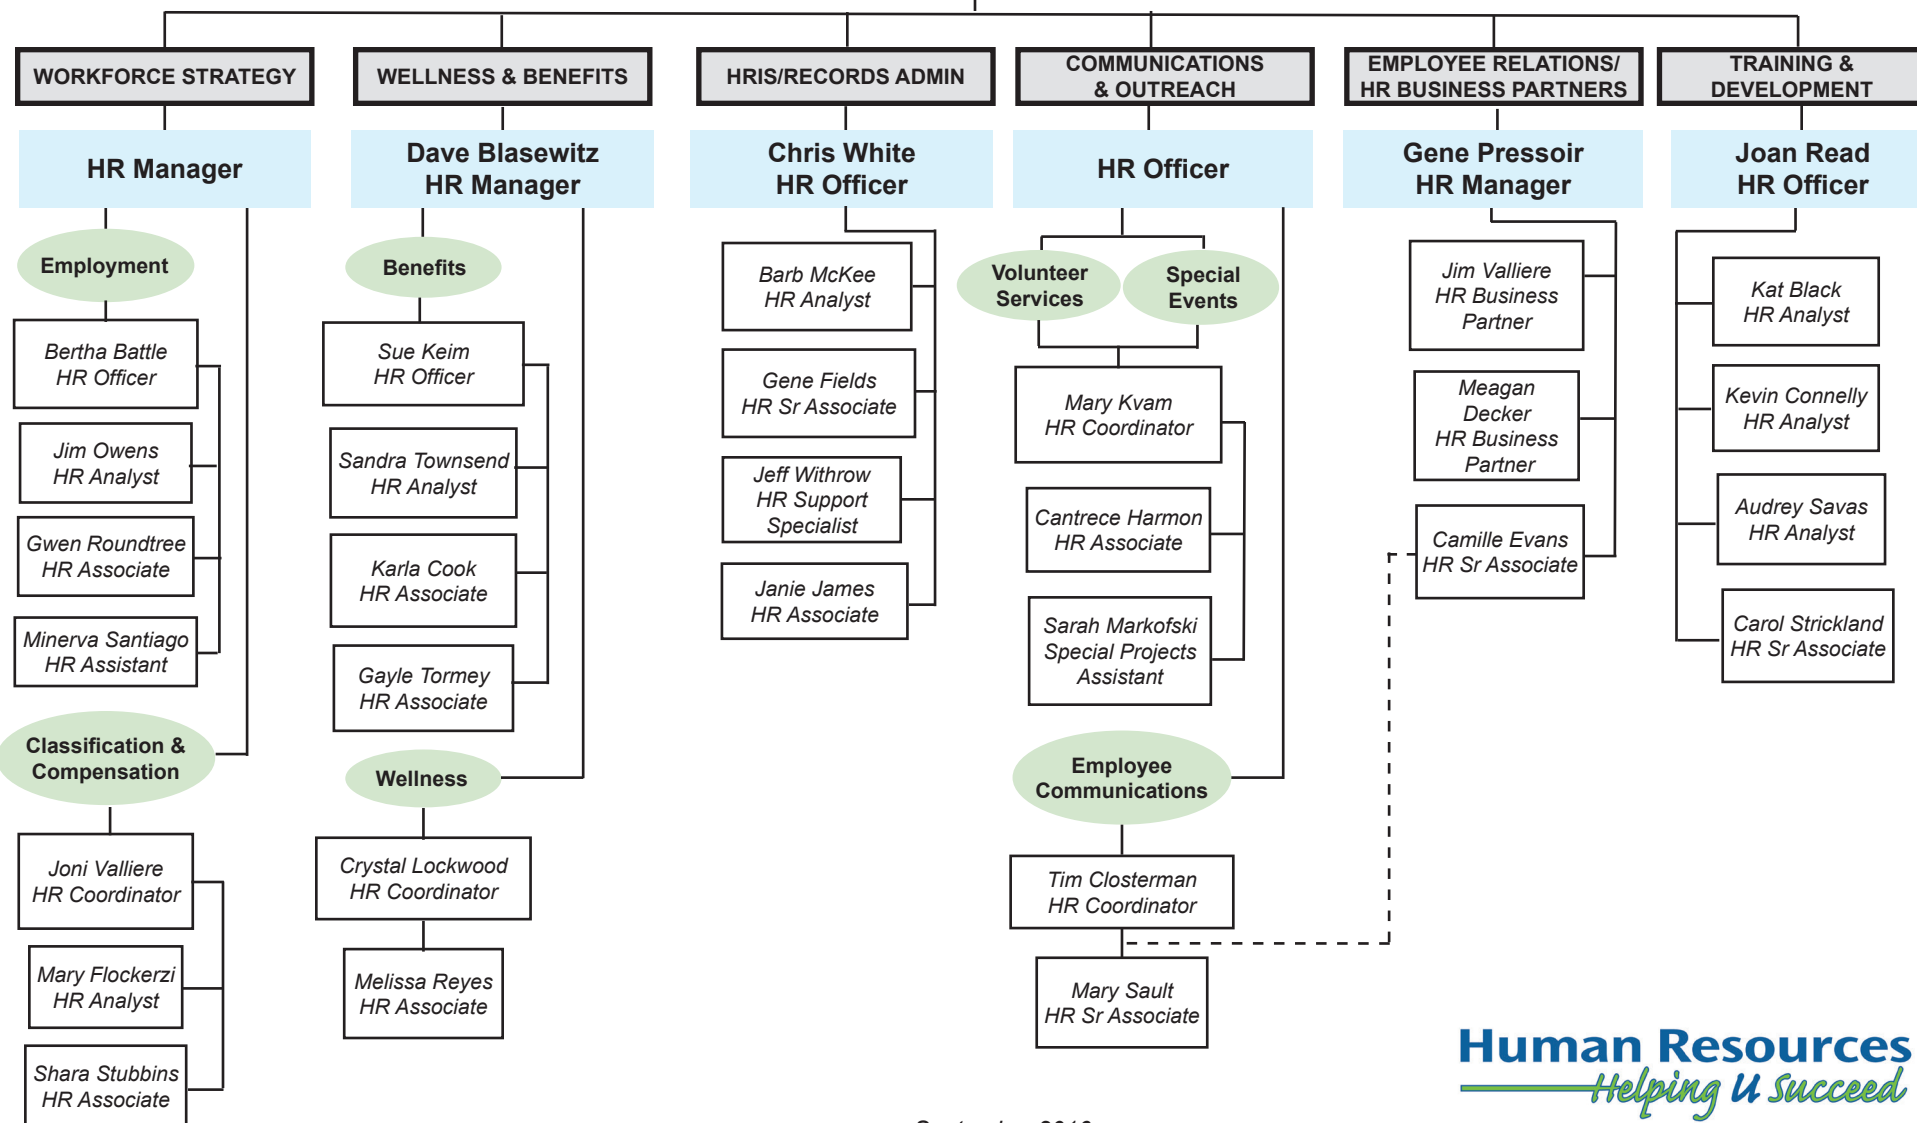 WORKFORCE STRATEGY
HR Manager
Employment
Bertha Battle
HR Officer
Jim Owens
HR Analyst
Gwen Roundtree
HR Associate
Minerva Santiago
HR Assistant
Classification &
Compensation
Joni Valliere
HR Coordinator
Mary Flockerzi
HR Analyst
Shara Stubbins
HR Associate
WELLNESS & BENEFITS
Dave Blasewitz
HR Manager
Benefits
Sue Keim
HR Officer
Sandra Townsend
HR Analyst
Karla Cook
HR Associate
Gayle Tormey
HR Associate
Wellness
Crystal Lockwood
HR Coordinator
Melissa Reyes
HR Associate
HRIS/RECORDS ADMIN
Chris White
HR Officer
Barb McKee
HR Analyst
Gene Fields
HR Sr Associate
Jeff Withrow
HR Support
Specialist
Janie James
HR Associate
COMMUNICATIONS
& OUTREACH
HR Officer
Volunteer
Services
Special
Events
Mary Kvam
HR Coordinator
Cantrece Harmon
HR Associate
Sarah Markofski
Special Projects
Assistant
Employee
Communications
Tim Closterman
HR Coordinator
Mary Sault
HR Sr Associate
EMPLOYEE RELATIONS/
HR BUSINESS PARTNERS
Gene Pressoir
HR Manager
Jim Valliere
HR Business
Partner
Meagan
Decker
HR Business
Partner
Camille Evans
HR Sr Associate
TRAINING &
DEVELOPMENT
Joan Read
HR Officer
Kat Black
HR Analyst
Kevin Connelly
HR Analyst
Audrey Savas
HR Analyst
Carol Strickland
HR Sr Associate
Human Resources
Helping U Succeed